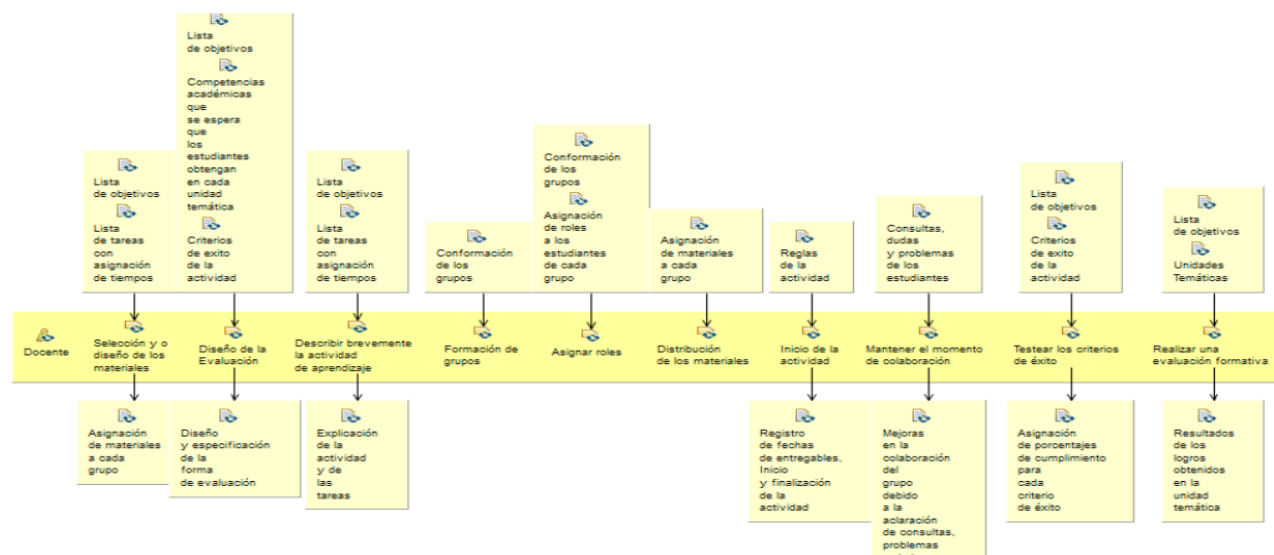 Lista
de objetivos
Competencias
académicas
que
se espera
que
los
estudiantes
obtengan
en cada
unidad
temática
Criterios
de exito
de la
actividad
Lista
de objetivos
Lista
de tareas
con
asignación
de tiempos
Lista
de objetivos
Lista
de tareas
con
asignación
de tiempos
Conformación
de los
grupos
Conformación
de los
grupos
Asignación
de roles
a los
estudiantes
de cada
grupo
Asignación
de materiales
a cada
grupo
Reglas
de la
actividad
Consultas,
dudas
y problemas
de los
estudiantes
Lista
de objetivos
Criterios
de exito
de la
actividad
Lista
de objetivos
Unidades
Temáticas
Docente
Selección y o
diseño de los
materiales
Diseño de la
Evaluación
Describir brevemente
la actividad
de aprendizaje
Formación de
grupos
Asignar roles
Distribución
de los materiales
Inicio de la
actividad
Mantener el momento
de colaboración
Testear los criterios
de éxito
Realizar una
evaluación formativa
Asignación
de materiales
a cada
grupo
Diseño
y especificación
de la
forma
de evaluación
Explicación
de la
actividad
y de
las
tareas
Registro
de fechas
de entregables,
Inicio
y finalización
de la
actividad
Mejoras
en la
colaboración
del
grupo
debido
a la
aclaración
de consultas,
problemas
Asignación
de porcentajes
de cumplimiento
para
cada
criterio
de éxito
Resultados
de los
logros
obtenidos
en la
unidad
temática